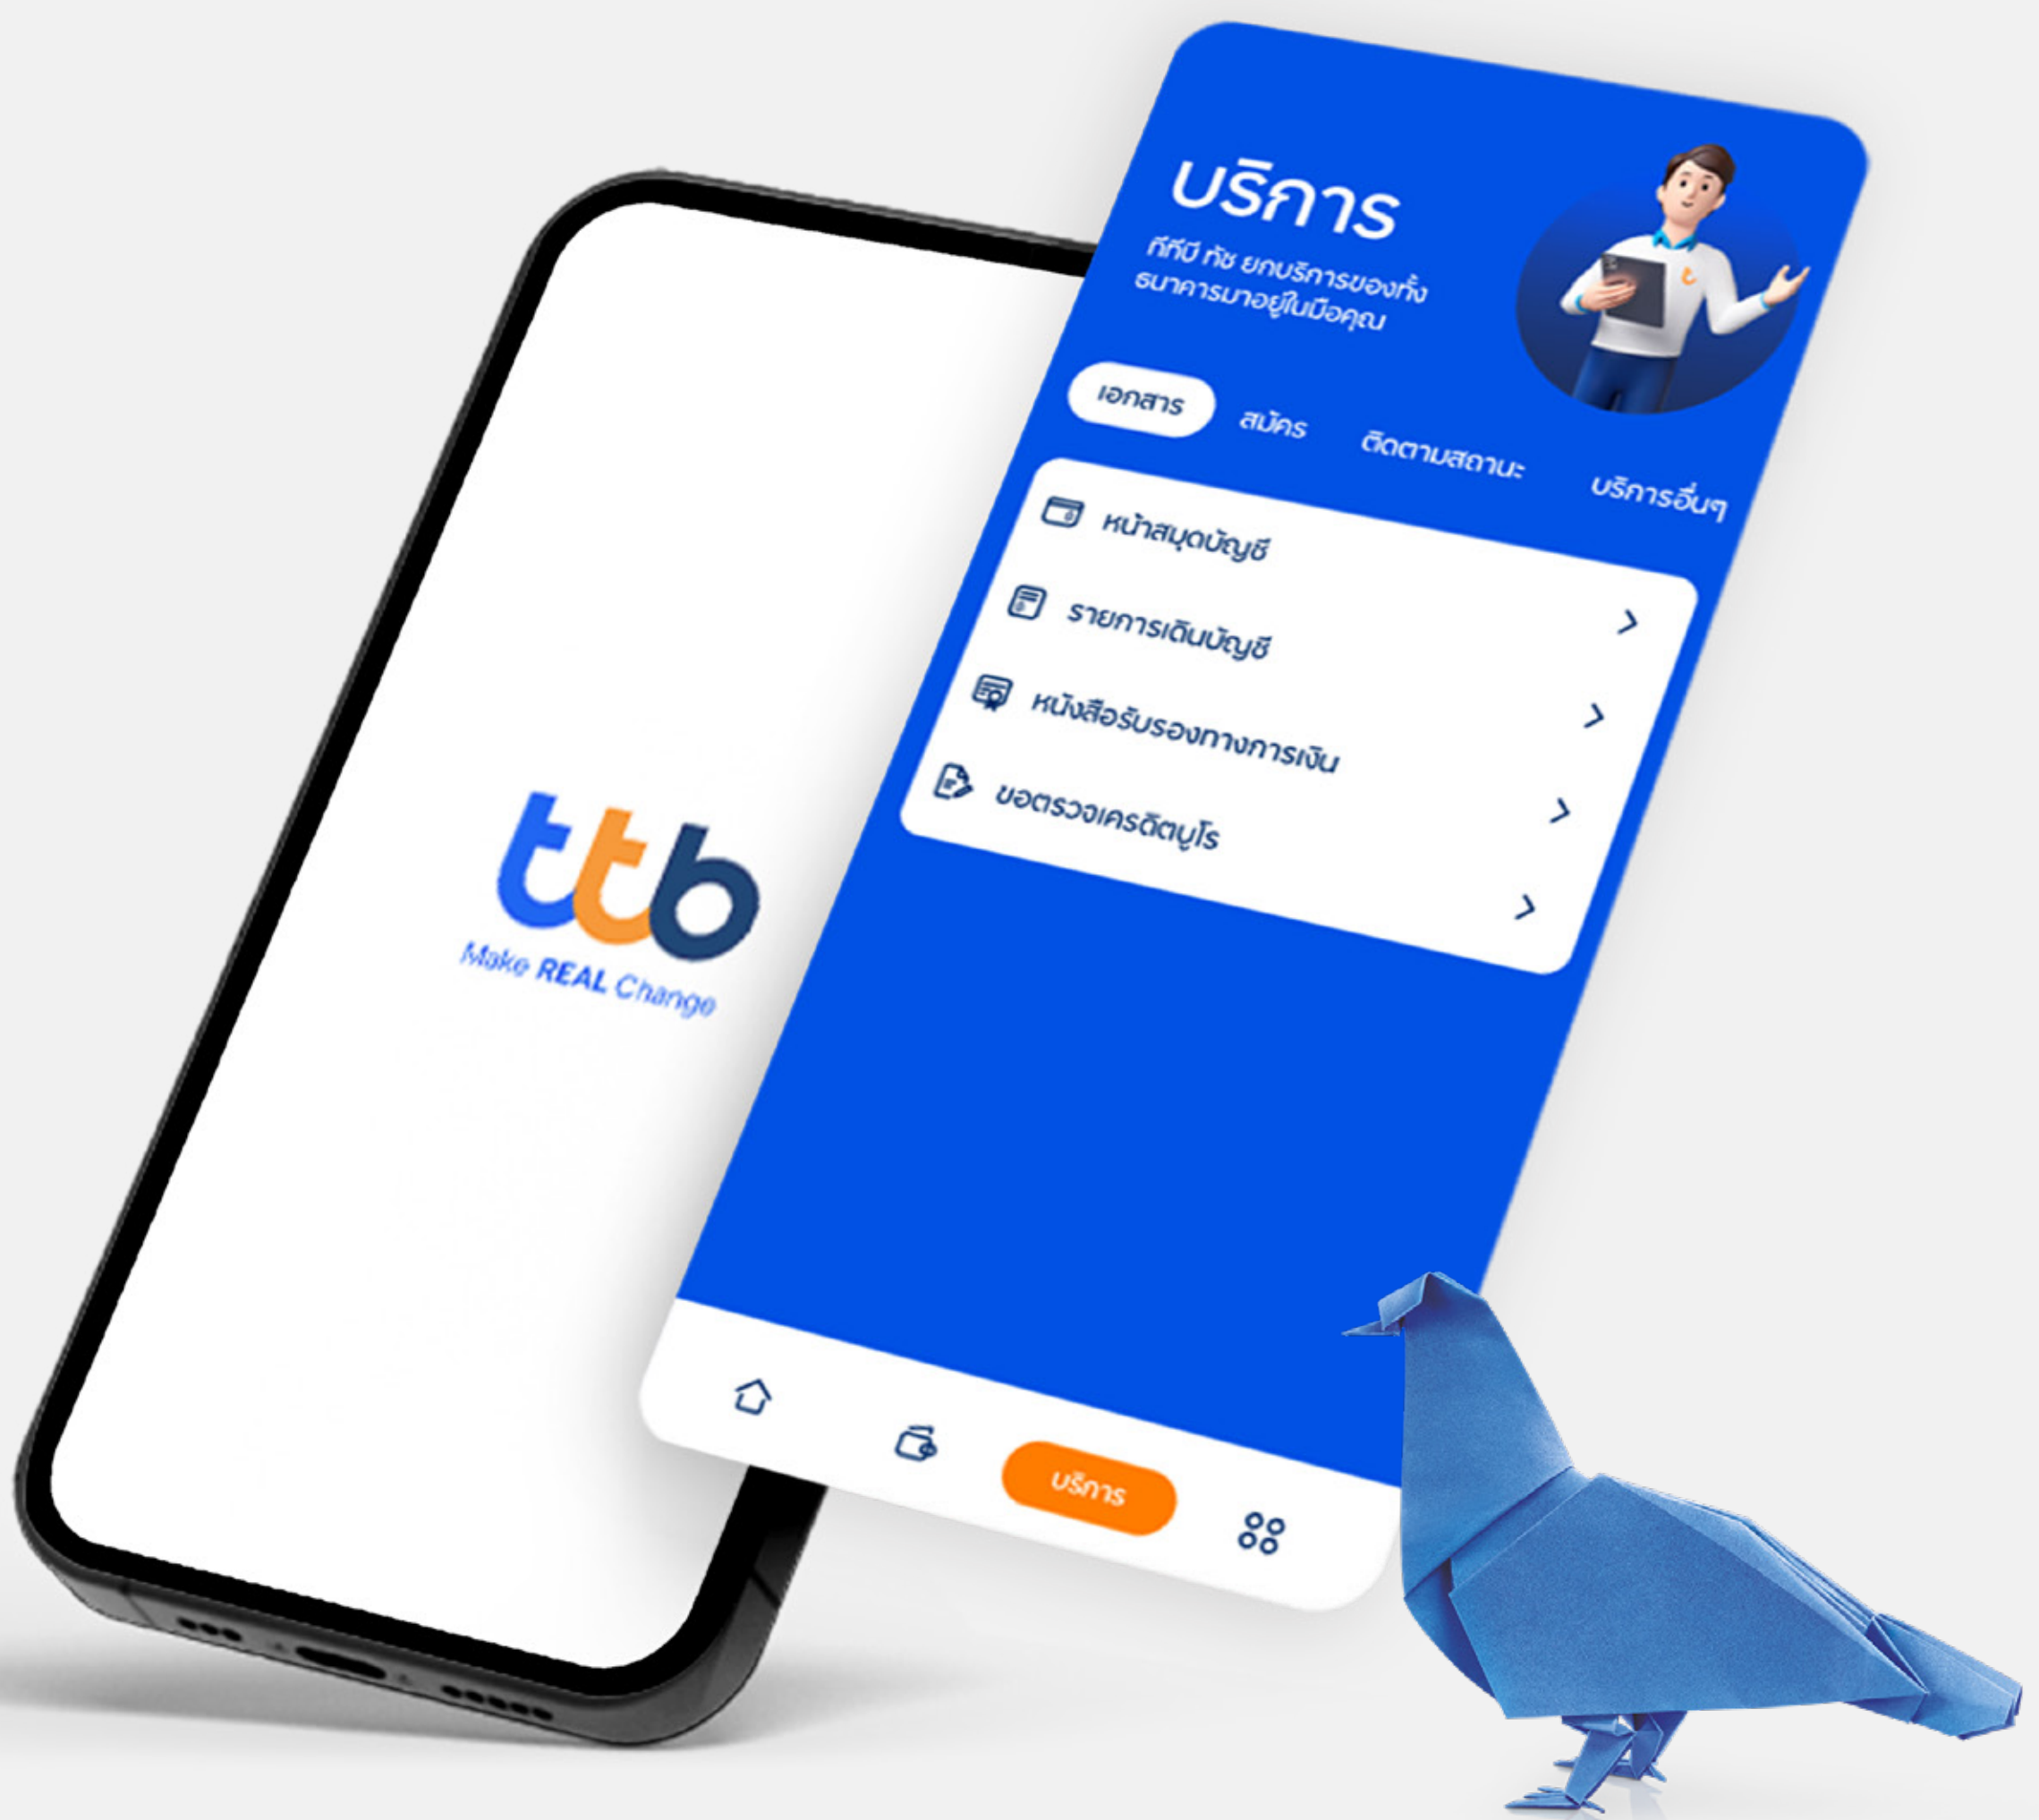 ttb
Make REAL Change
บริการ
ทีทีบี ทัช ยกบริการของทั้ง
ธนาคารมาอยู่ในมือคุณ
เอกสาร สมัคร ติดตามสถานะ บริการอื่นๆ
หน้าสมุดบัญชี
รายการเดินบัญชี
หนังสือรับรองทางการเงิน
ขอตรวจเครดิตบูโร
บริการ